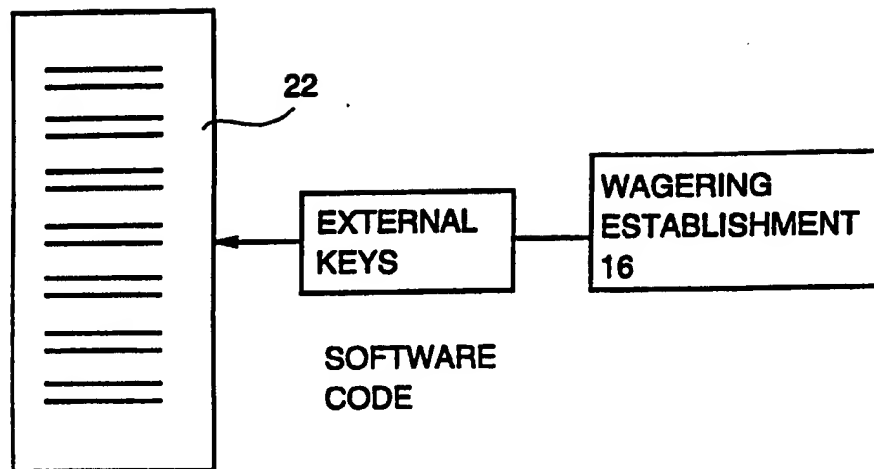 22
EXTERNAL
KEYS
WAGERING
ESTABLISHMENT
16
SOFTWARE
CODE